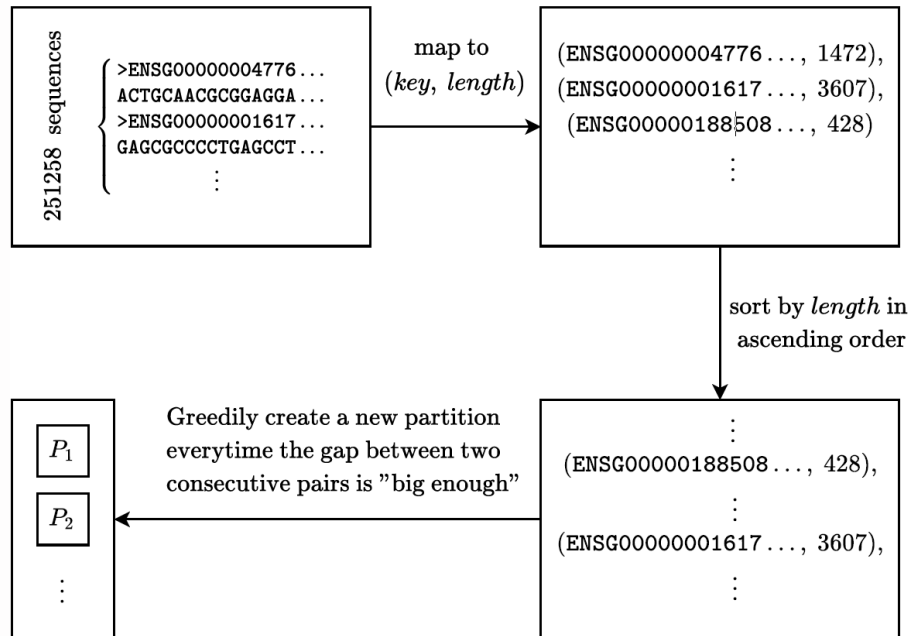 251258 sequences
>ENSG00000004776...
ACTGCAACGCGGAGGA...
>ENSG00000001617...
GAGCGCCCCTGAGCCT...
⋮
map to
(key, length)
(ENSG00000004776..., 1472),
(ENSG00000001617..., 3607),
(ENSG00000188508..., 428)
⋮
sort by length in
ascending order
⋮
(ENSG00000188508..., 428),
⋮
(ENSG00000001617..., 3607),
⋮
Greedily create a new partition
everytime the gap between two
consecutive pairs is ”big enough”
P₁
P₂
⋮